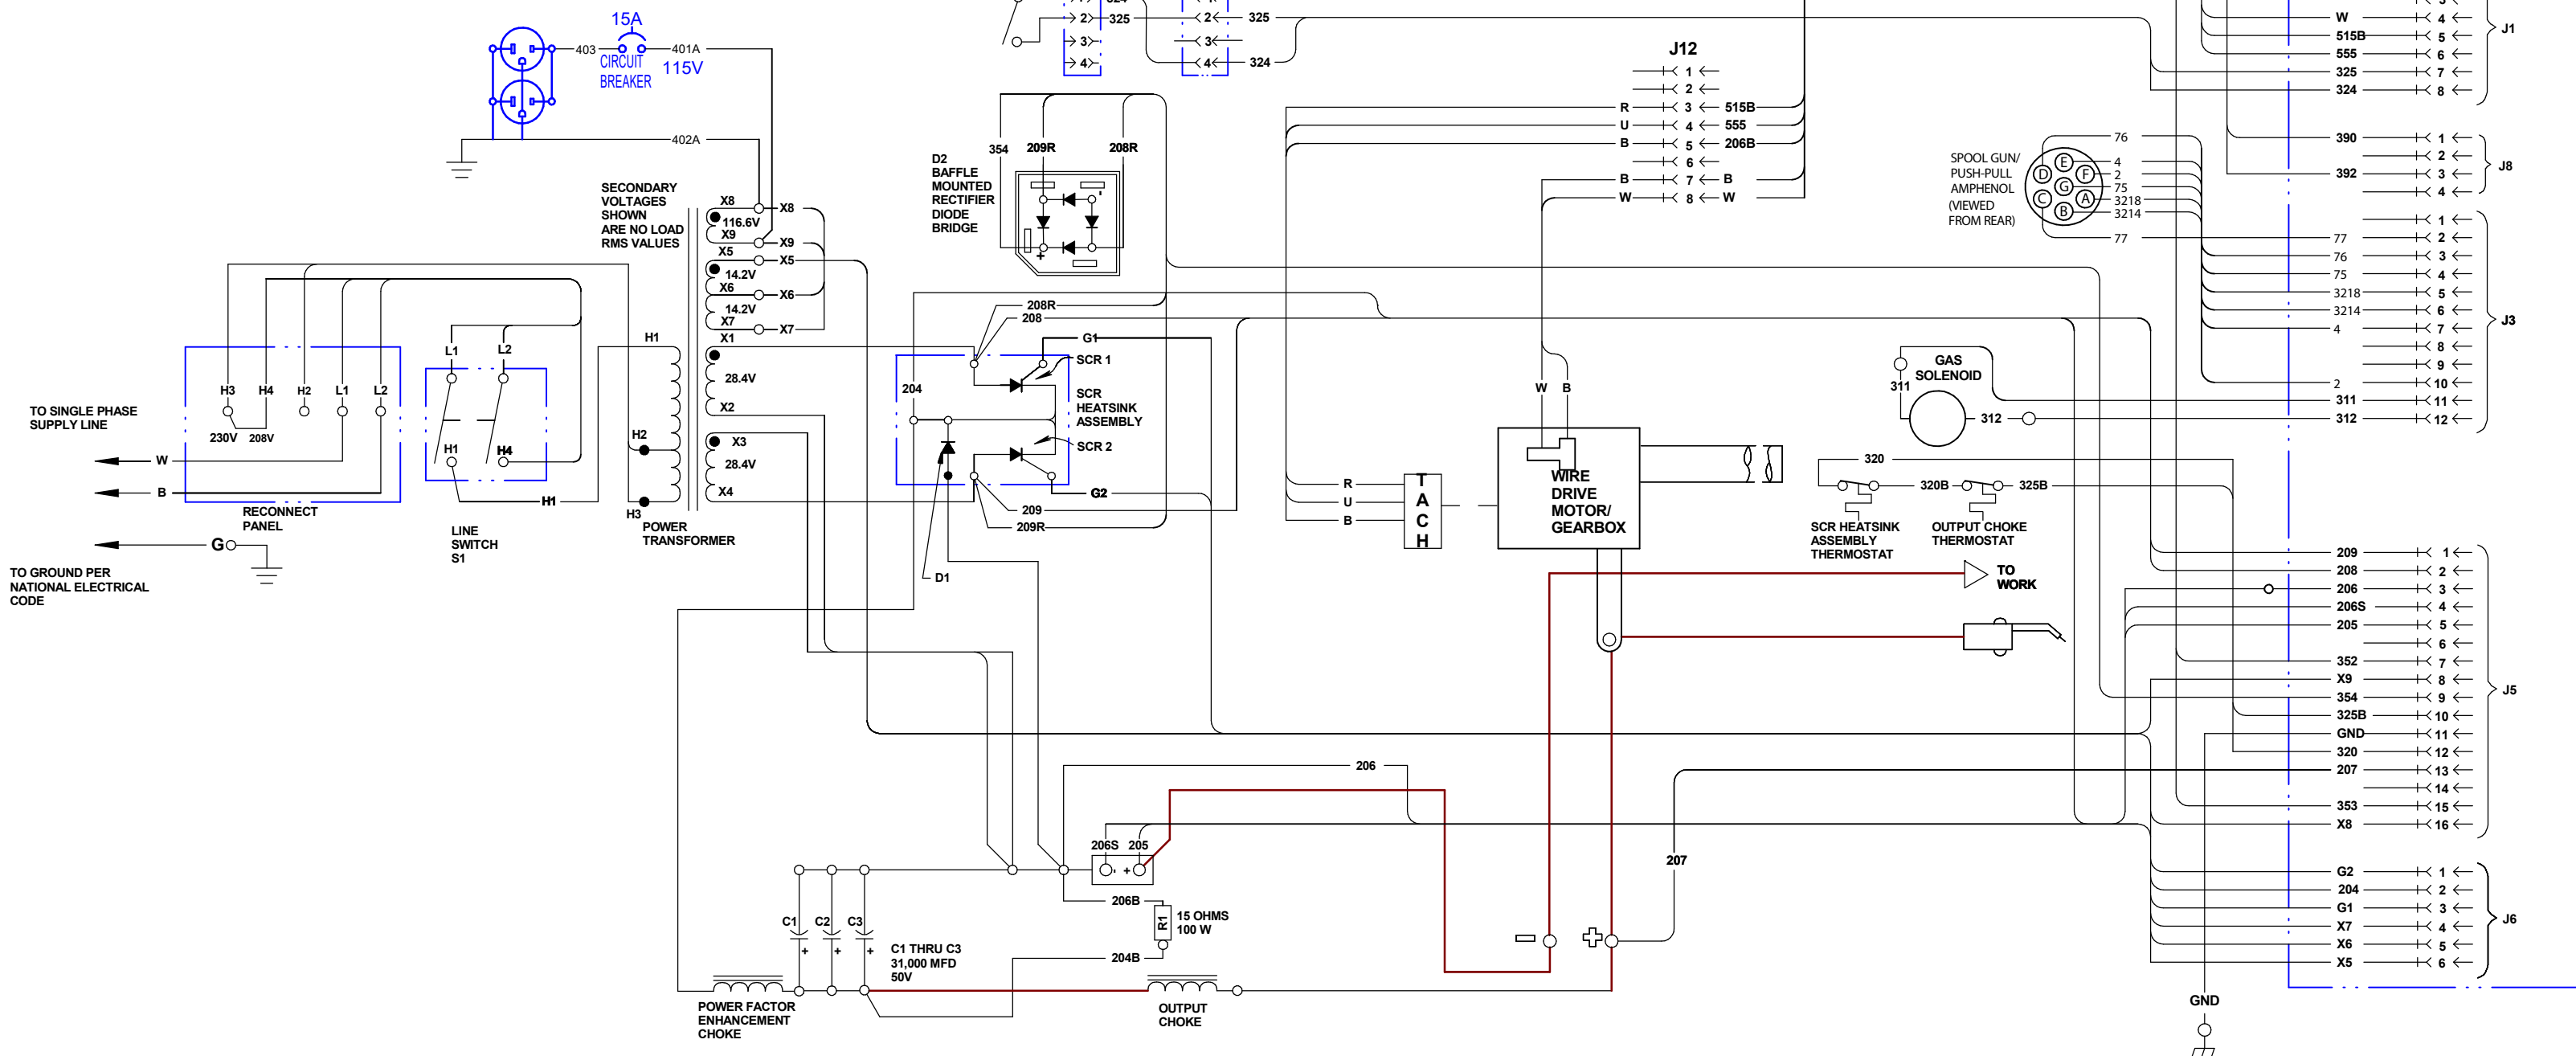 15A
403
401A
CIRCUIT
BREAKER
115V
402A
324
2
325
3
4
2
325
3
4
324
J12
1
2
R 3 515B
U 4 555
B 5 206B
6
B 7 B
W 8 W
W 4
515B 5
555 6
325 7
324 8
J1
390 1
2
392 3
4
J8
SPOOL GUN/
PUSH-PULL
AMPHENOL
(VIEWED
FROM REAR)
E
D
F
G
C
A
B
76
4
2
75
3218
3214
77
1
77 2
76 3
75 4
3218 5
3214 6
4 7
8
9
2 10
311 11
312 12
J3
D2
BAFFLE
MOUNTED
RECTIFIER
DIODE
BRIDGE
354
209R
208R
-
+
SECONDARY
VOLTAGES
SHOWN
ARE NO LOAD
RMS VALUES
X8
116.6V
X9
X5
14.2V
X6
14.2V
X7
X1
28.4V
X2
X3
28.4V
X4
X8
X9
X5
X6
X7
H1
H2
H3
POWER
TRANSFORMER
TO SINGLE PHASE
SUPPLY LINE
H3
H4
H2
L1
L2
230V
208V
W
B
RECONNECT
PANEL
G
TO GROUND PER
NATIONAL ELECTRICAL
CODE
L1
L2
H1
H4
H1
LINE
SWITCH
S1
208R
208
G1
SCR 1
204
SCR
HEATSINK
ASSEMBLY
SCR 2
G2
209
209R
D1
W
B
R
U
B
T
A
C
H
WIRE
DRIVE
MOTOR/
GEARBOX
GAS
SOLENOID
311
312
320
320B
325B
SCR HEATSINK
ASSEMBLY
THERMOSTAT
OUTPUT CHOKE
THERMOSTAT
TO
WORK
209 1
208 2
206 3
206S 4
205 5
6
352 7
X9 8
354 9
325B 10
GND 11
320 12
207 13
14
353 15
X8 16
J5
G2 1
204 2
G1 3
X7 4
X6 5
X5 6
J6
206
206S
205
- +
206B
R1
15 OHMS
100 W
204B
207
C1
C2
C3
+
+
+
C1 THRU C3
31,000 MFD
50V
POWER FACTOR
ENHANCEMENT
CHOKE
OUTPUT
CHOKE
GND